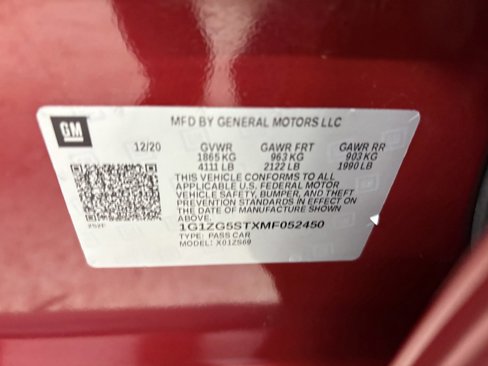 GM
MFD BY GENERAL MOTORS LLC
12/20 GVWR GAWR FRT GAWR RR
1865 KG 963 KG 903 KG
4111 LB 2122 LB 1990 LB
THIS VEHICLE CONFORMS TO ALL
APPLICABLE U.S. FEDERAL MOTOR
VEHICLE SAFETY, BUMPER, AND THEFT
PREVENTION STANDARDS IN EFFECT ON
THE DATE OF MANUFACTURE SHOWN
ABOVE.
1G1ZG5STXMF052450
TYPE: PASS CAR
MODEL: X01ZS69